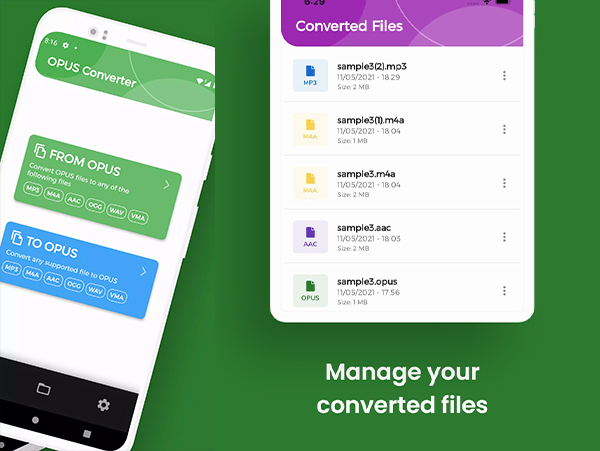 8:16
OPUS Converter
FROM OPUS
Convert OPUS files to any of the
following files
MP3 M4A AAC OGG WAV VMA
TO OPUS
Convert any supported file to OPUS
MP3 M4A AAC OGG WAV VMA
6:29
Converted Files
sample3(2).mp3
11/05/2021 - 18:29
Size: 2 MB
MP3
sample3(1).m4a
11/05/2021 - 18:04
Size: 1 MB
M4A
sample3.m4a
11/05/2021 - 18:04
Size: 2 MB
M4A
sample3.aac
11/05/2021 - 18:03
Size: 2 MB
AAC
sample3.opus
11/05/2021 - 17:56
Size: 1 MB
OPUS
Manage your
converted files